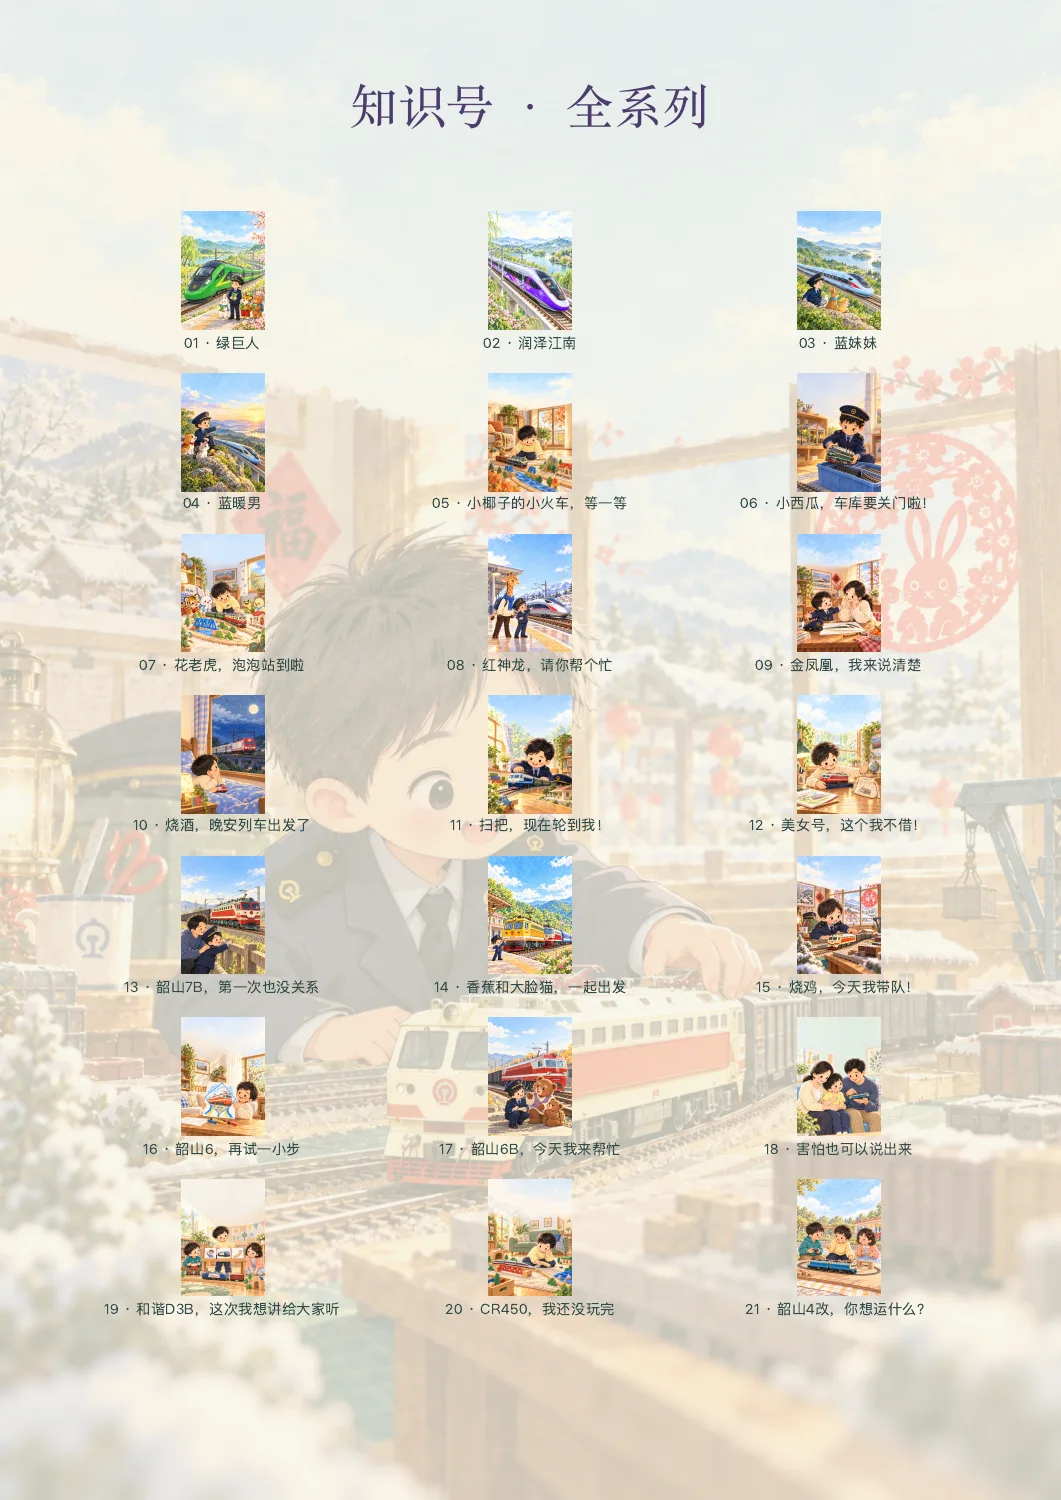 知识号 · 全系列
01 · 绿巨人
02 · 润泽江南
03 · 蓝妹妹
04 · 蓝暖男
05 · 小椰子的小火车，等一等
06 · 小西瓜，车库要关门啦！
福
07 · 花老虎，泡泡站到啦
08 · 红神龙，请你帮个忙
09 · 金凤凰，我来说清楚
10 · 烧酒，晚安列车出发了
11 · 扫把，现在轮到我！
12 · 美女号，这个我不借！
13 · 韶山7B，第一次也没关系
14 · 香蕉和大脸猫，一起出发
15 · 烧鸡，今天我带队！
16 · 韶山6，再试一小步
17 · 韶山6B，今天我来帮忙
18 · 害怕也可以说出来
19 · 和谐D3B，这次我想讲给大家听
20 · CR450，我还没玩完
21 · 韶山4改，你想运什么？